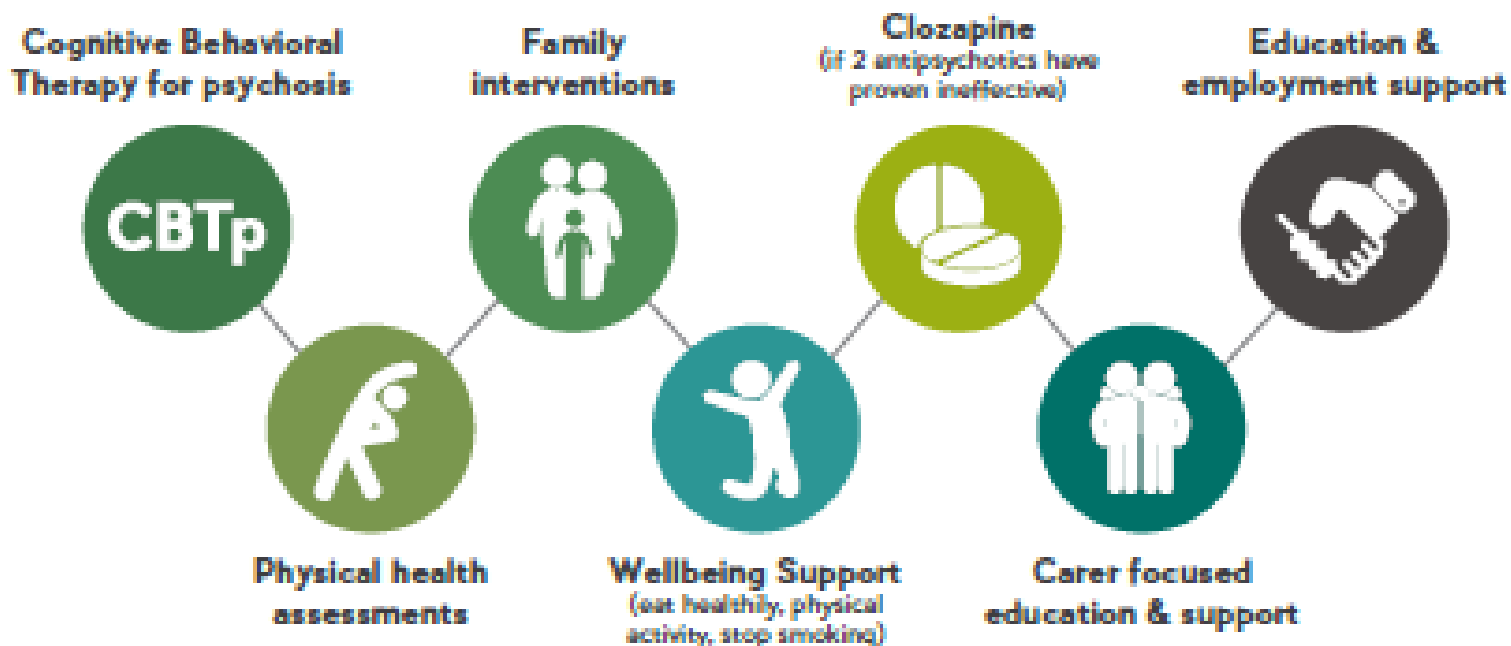 Cognitive Behavioral
Therapy for psychosis
CBTp
Physical health
assessments
Family
interventions
Wellbeing Support
(eat healthily, physical
activity, stop smoking)
Clozapine
(if 2 antipsychotics have
proven ineffective)
Carer focused
education & support
Education &
employment support